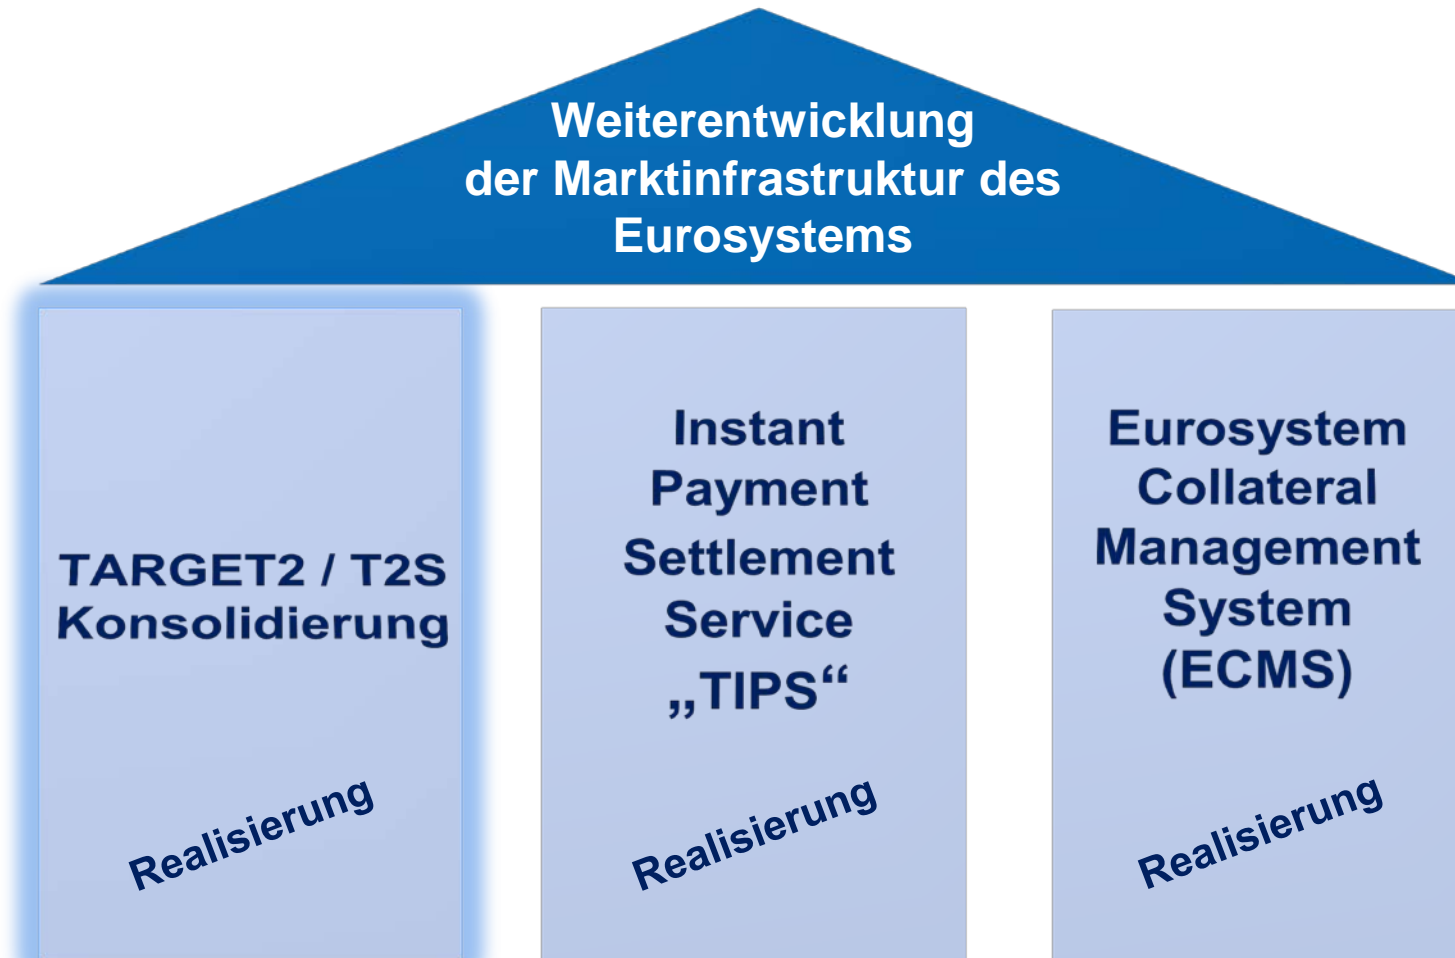 Weiterentwicklung
der Marktinfrastruktur des
Eurosystems
TARGET2 / T2S
Konsolidierung
Realisierung
Instant
Payment
Settlement
Service
„TIPS“
Realisierung
Eurosystem
Collateral
Management
System
(ECMS)
Realisierung